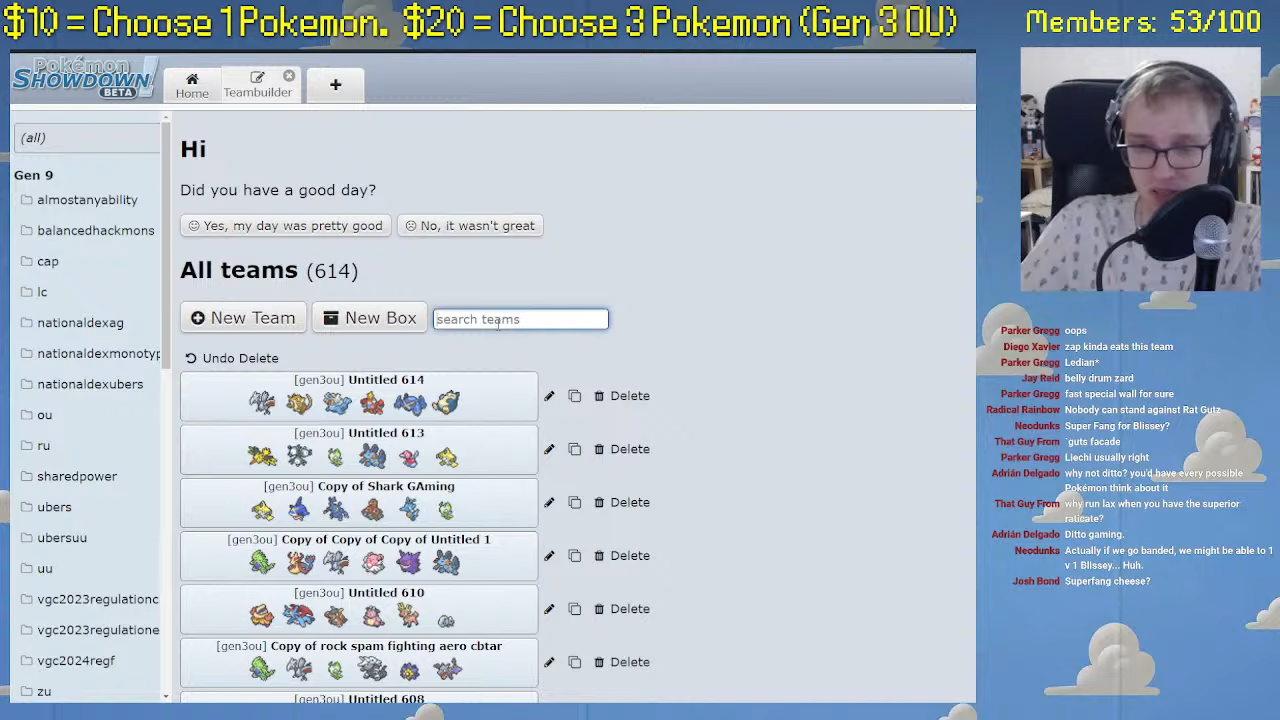 $10 = Choose 1 Pokemon. $20 = Choose 3 Pokemon (Gen 3 OU)
Members: 53/100
Pokémon
SHOWDOWN!
BETA
Home
Teambuilder
+
(all)
Gen 9
almostanyability
balancedhackmons
cap
lc
nationaldexag
nationaldexmonotyp
nationaldexubers
ou
ru
sharedpower
ubers
ubersuu
uu
vgc2023regulationc
vgc2023regulatione
vgc2024regf
zu
Hi
Did you have a good day?
Yes, my day was pretty good
No, it wasn't great
All teams (614)
New Team
New Box
search teams
Undo Delete
[gen3ou] Untitled 614
Delete
[gen3ou] Untitled 613
Delete
[gen3ou] Copy of Shark GAming
Delete
[gen3ou] Copy of Copy of Copy of Untitled 1
Delete
[gen3ou] Untitled 610
Delete
[gen3ou] Copy of rock spam fighting aero cbtar
Delete
[gen3ou] Untitled 608
Parker Gregg oops
Diego Xavier zap kinda eats this team
Parker Gregg Ledian*
Jay Reid belly drum zard
Parker Gregg fast special wall for sure
Radical Rainbow Nobody can stand against Rat Gutz
Neodunks Super Fang for Blissey?
That Guy From `guts facade
Parker Gregg Liechi usually right
Adrián Delgado why not ditto? you'd have every possible
Pokémon think about it
That Guy From why run lax when you have the superior
raticate?
Adrián Delgado Ditto gaming.
Neodunks Actually if we go banded, we might be able to 1
v 1 Blissey... Huh.
Josh Bond Superfang cheese?